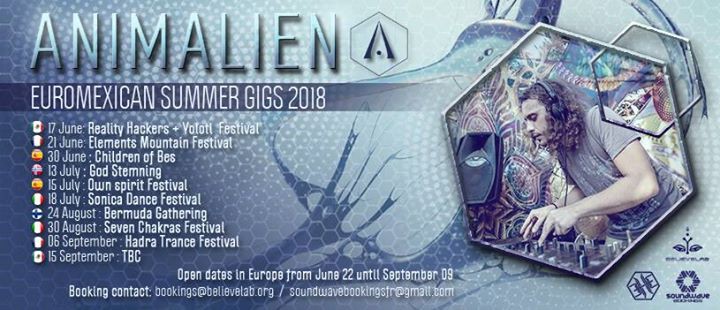 ANIMALIEN
EUROMEXICAN SUMMER GIGS 2018
17 June: Reality Hackers + Yolotl Festival
21 June: Elements Mountain Festival
30 June : Children of Bes
13 July : God Stemning
15 July : Own spirit Festival
18 July : Sonica Dance Festival
24 August : Bermuda Gathering
30 August : Seven Chakras Festival
06 September : Hadra Trance Festival
15 September : TBC
Open dates in Europe from June 22 until September 09
Booking contact: bookings@believelab.org / soundwavebookingsfr@gmail.com
BELIEVELAB
soundwave
BOOKINGS